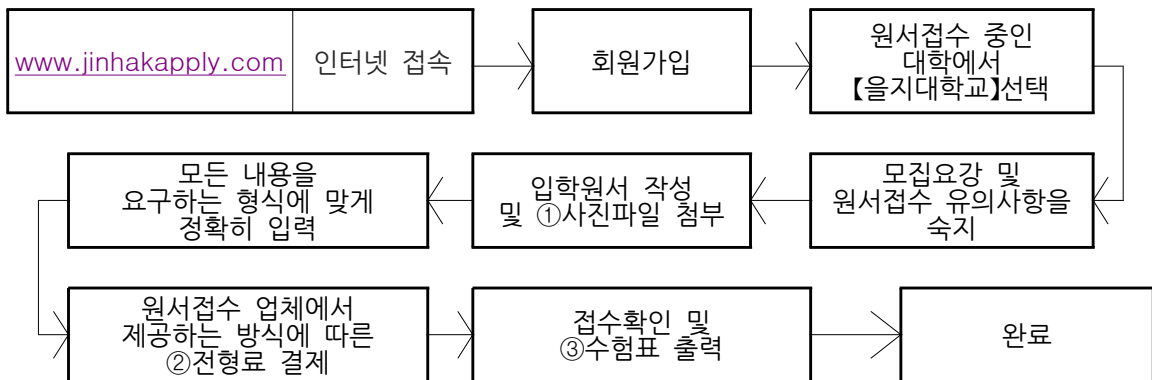 www.jinhakapply.com
인터넷 접속
회원가입
원서접수 중인
대학에서
【을지대학교】선택
모집요강 및
원서접수 유의사항을
숙지
입학원서 작성
및 ①사진파일 첨부
모든 내용을
요구하는 형식에 맞게
정확히 입력
원서접수 업체에서
제공하는 방식에 따른
②전형료 결제
접수확인 및
③수험표 출력
완료